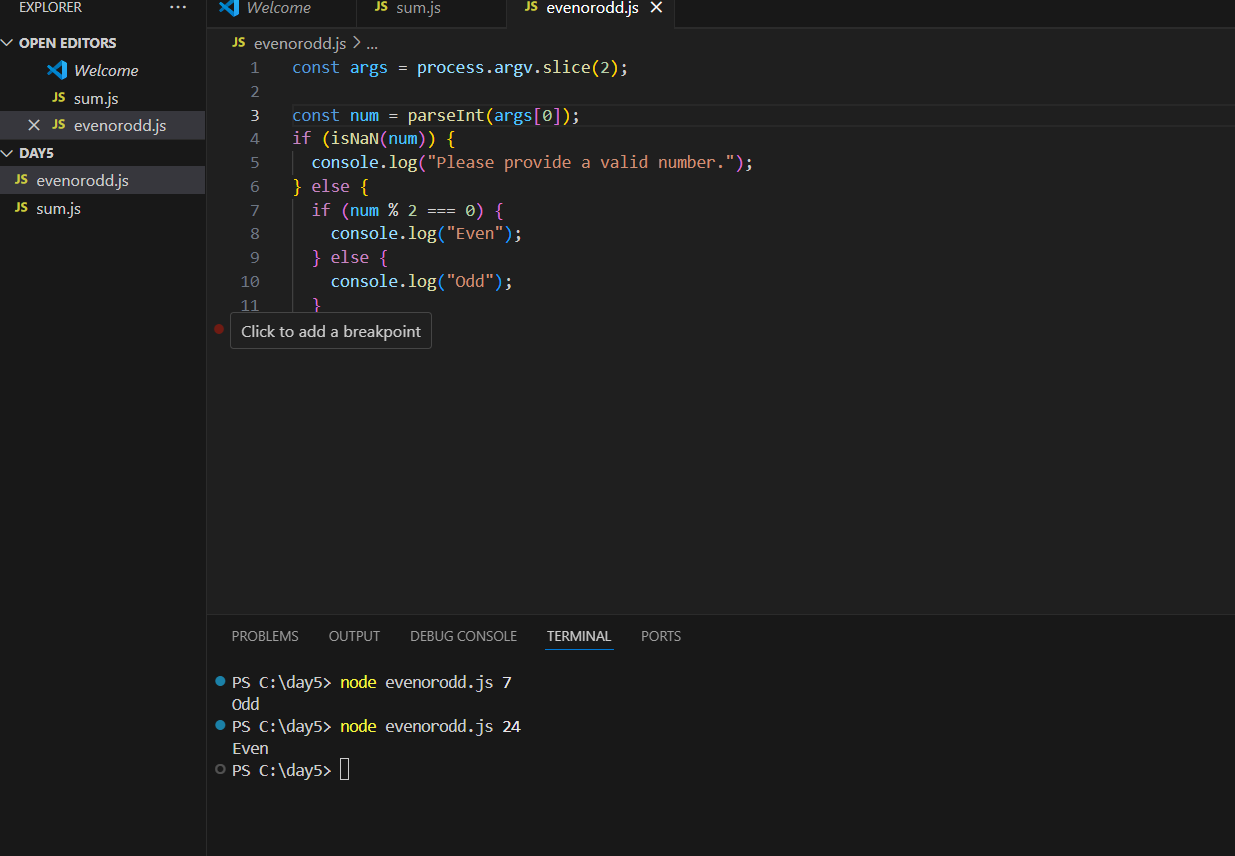 EXPLORER
...
OPEN EDITORS
Welcome
JS sum.js
JS evenorodd.js
DAY5
JS evenorodd.js
JS sum.js
Welcome
JS sum.js
JS evenorodd.js
JS evenorodd.js > ...
1 const args = process.argv.slice(2);
2
3 const num = parseInt(args[0]);
4 if (isNaN(num)) {
5 console.log("Please provide a valid number.");
6 } else {
7 if (num % 2 === 0) {
8 console.log("Even");
9 } else {
10 console.log("Odd");
11 }
Click to add a breakpoint
PROBLEMS OUTPUT DEBUG CONSOLE TERMINAL PORTS
PS C:\day5> node evenorodd.js 7
Odd
PS C:\day5> node evenorodd.js 24
Even
PS C:\day5>